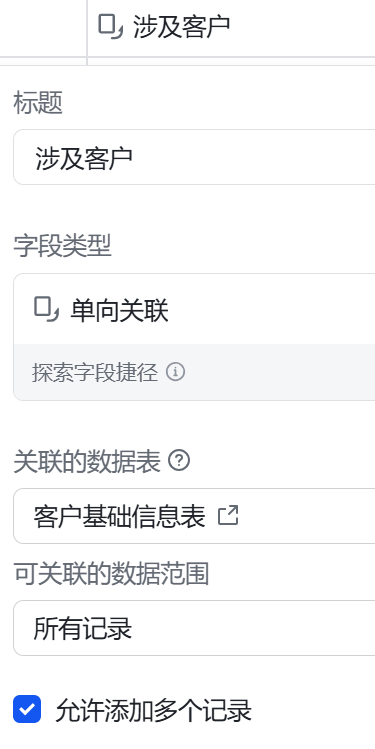 涉及客户
标题
涉及客户
字段类型
单向关联
探索字段捷径
关联的数据表
客户基础信息表
可关联的数据范围
所有记录
允许添加多个记录